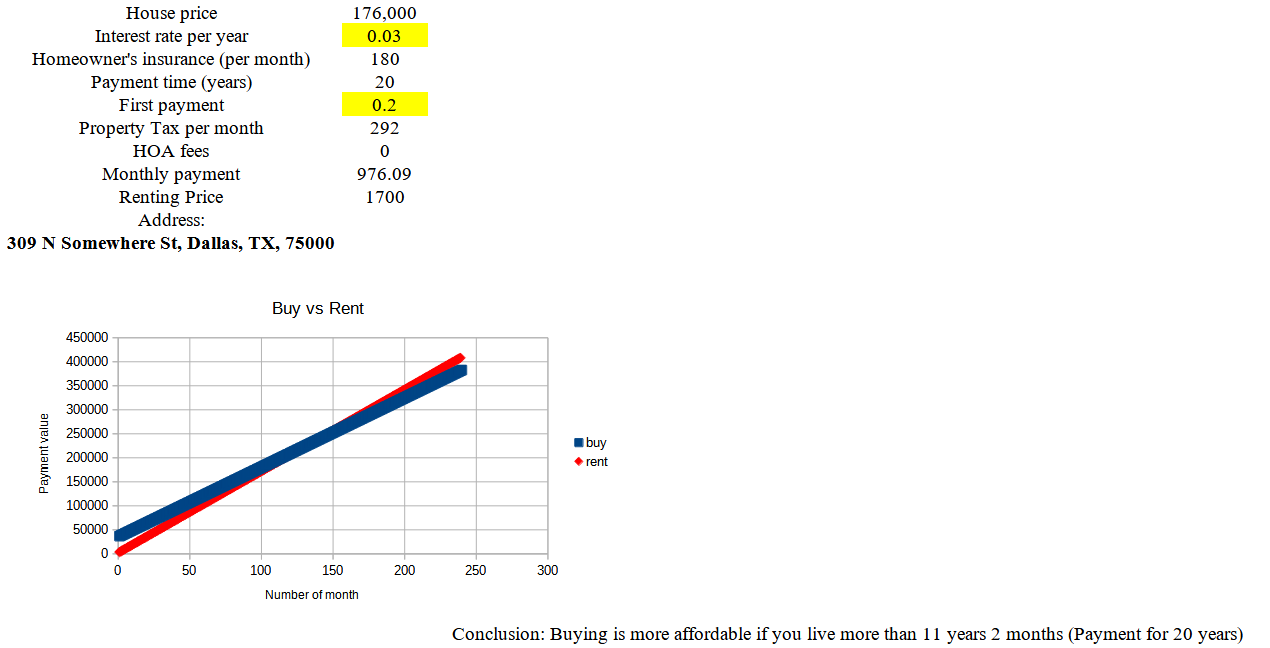 House price 176,000
Interest rate per year 0.03
Homeowner's insurance (per month) 180
Payment time (years) 20
First payment 0.2
Property Tax per month 292
HOA fees 0
Monthly payment 976.09
Renting Price 1700
Address:
309 N Somewhere St, Dallas, TX, 75000
Buy vs Rent
450000
400000
350000
300000
250000
200000
150000
100000
50000
0
Payment value
0 50 100 150 200 250 300
Number of month
buy
rent
Conclusion: Buying is more affordable if you live more than 11 years 2 months (Payment for 20 years)